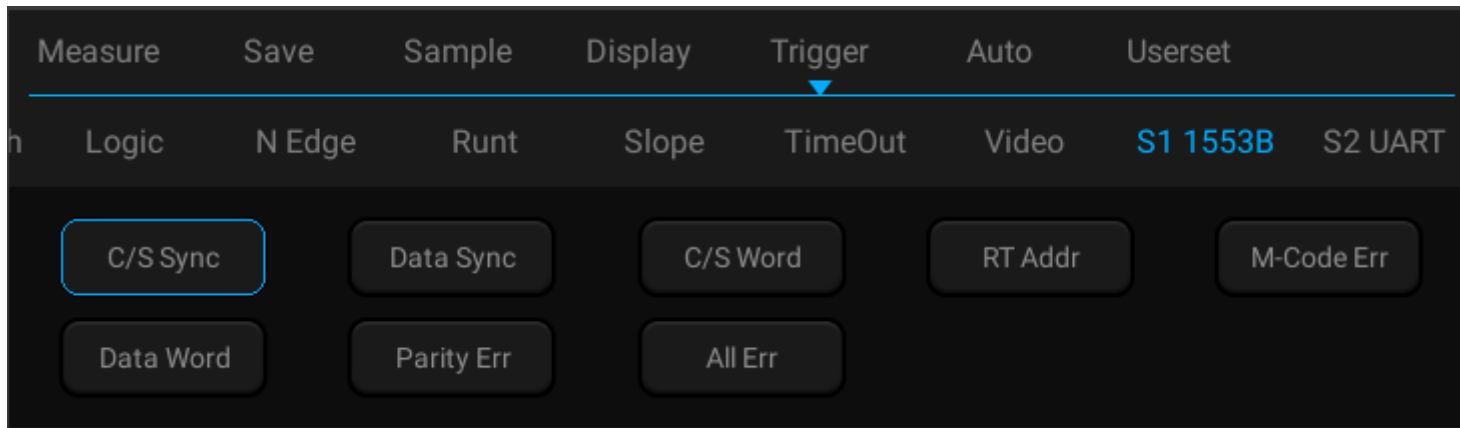 Measure Save Sample Display Trigger Auto Userset
h Logic N Edge Runt Slope TimeOut Video S1 1553B S2 UART
C/S Sync Data Sync C/S Word RT Addr M-Code Err
Data Word Parity Err All Err